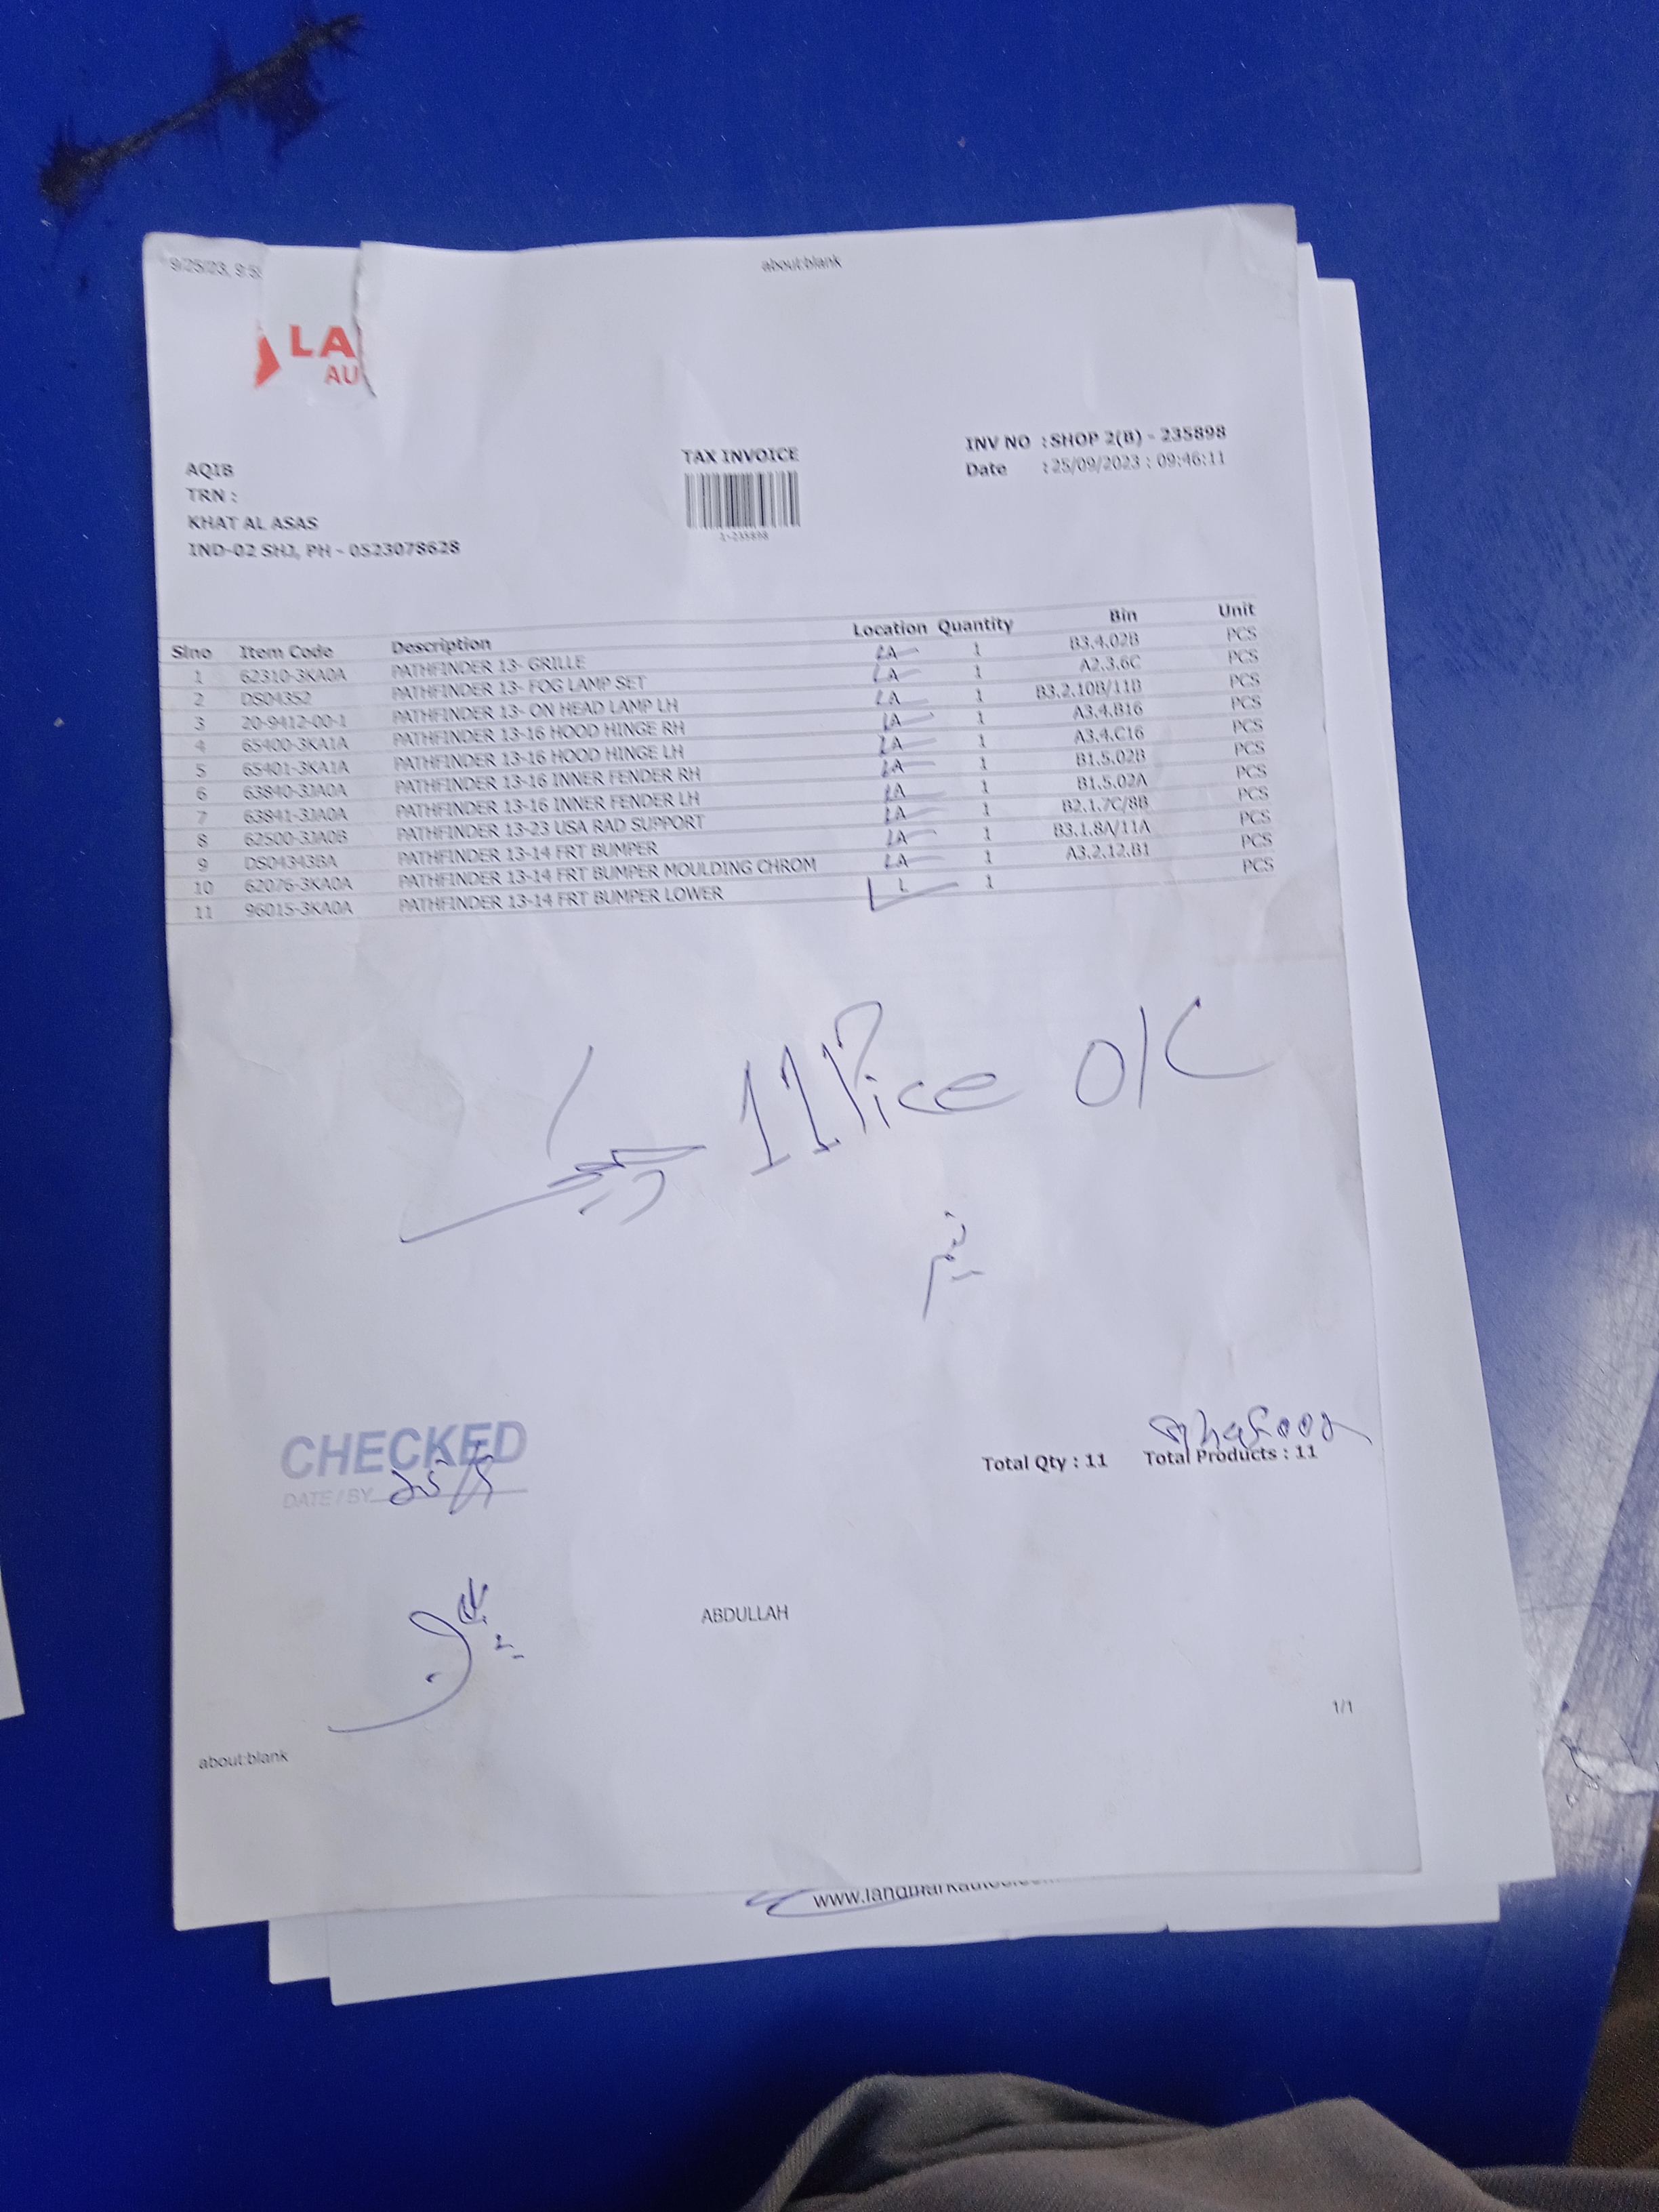 9/25/23, 9:5
about:blank
LA
AU
AQIB
TRN :
KHAT AL ASAS
IND-02 SHJ, PH - 0523078628
TAX INVOICE
1-235898
INV NO : SHOP 2(B) - 235898
Date : 25/09/2023 : 09:46:11
Slno Item Code Description Location Quantity Bin Unit
1 62310-3KA0A PATHFINDER 13- GRILLE LA 1 B3.4.02B PCS
2 DS04352 PATHFINDER 13- FOG LAMP SET LA 1 A2.3.6C PCS
3 20-9412-00-1 PATHFINDER 13- ON HEAD LAMP LH LA 1 B3.2.10B/11B PCS
4 65400-3KA1A PATHFINDER 13-16 HOOD HINGE RH LA 1 A3.4.B16 PCS
5 65401-3KA1A PATHFINDER 13-16 HOOD HINGE LH LA 1 A3.4.C16 PCS
6 63840-3JA0A PATHFINDER 13-16 INNER FENDER RH LA 1 B1.5.02B PCS
7 63841-3JA0A PATHFINDER 13-16 INNER FENDER LH LA 1 B1.5.02A PCS
8 62500-3JA0B PATHFINDER 13-23 USA RAD SUPPORT LA 1 B2.1.7C/8B PCS
9 DS04343BA PATHFINDER 13-14 FRT BUMPER LA 1 B3.1.8A/11A PCS
10 62076-3KA0A PATHFINDER 13-14 FRT BUMPER MOULDING CHROM LA 1 A3.2.12.B1 PCS
11 96015-3KA0A PATHFINDER 13-14 FRT BUMPER LOWER L 1 PCS
11 Pice OK
CHECKED
DATE / BY
Total Qty : 11 Total Products : 11
ABDULLAH
1/1
about:blank